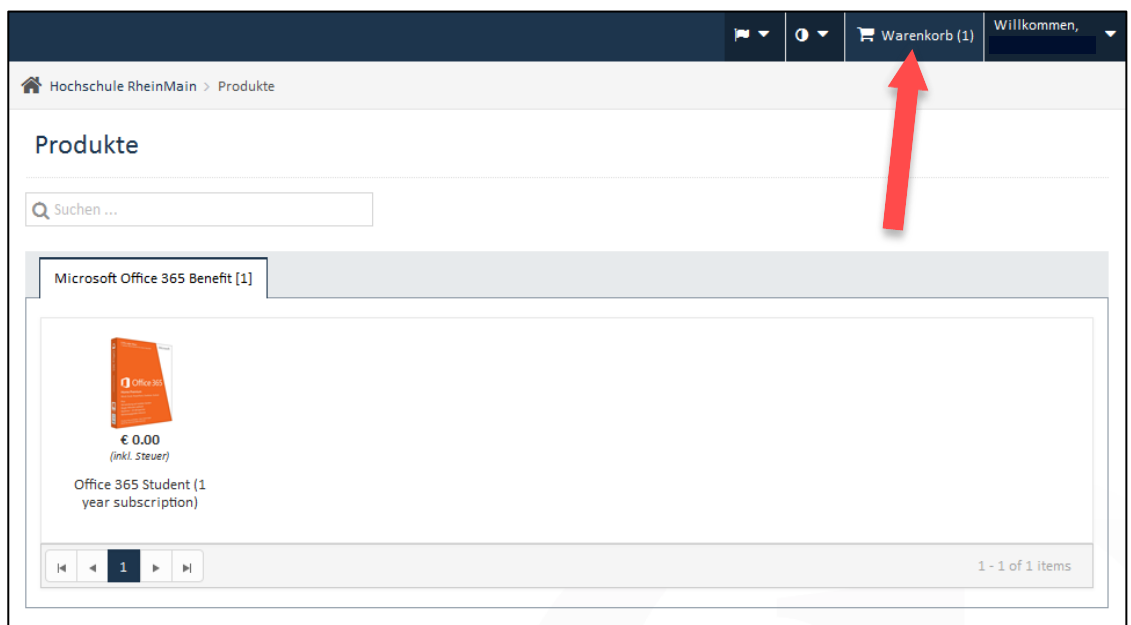 Warenkorb (1)
Willkommen,
Hochschule RheinMain > Produkte
Produkte
Suchen ...
Microsoft Office 365 Benefit [1]
Office 365
€ 0.00
(inkl. Steuer)
Office 365 Student (1
year subscription)
1
1 - 1 of 1 items